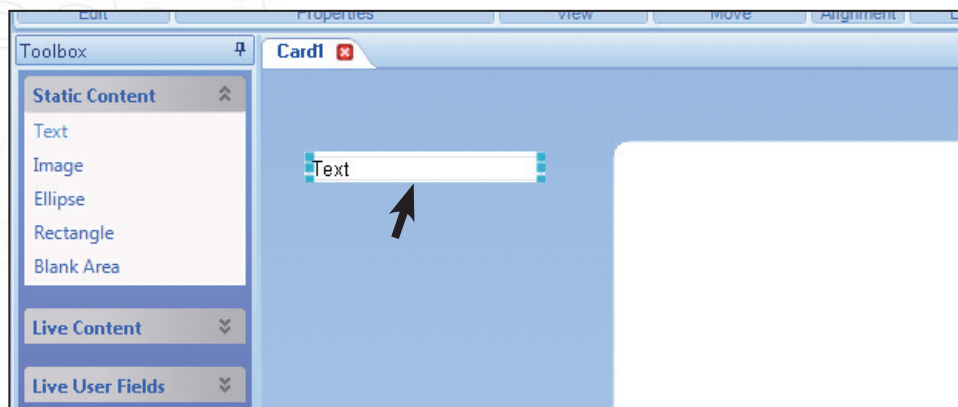 Edit Properties View Move Alignment
Toolbox
Card1
Static Content
Text
Image
Ellipse
Rectangle
Blank Area
Live Content
Live User Fields
Text